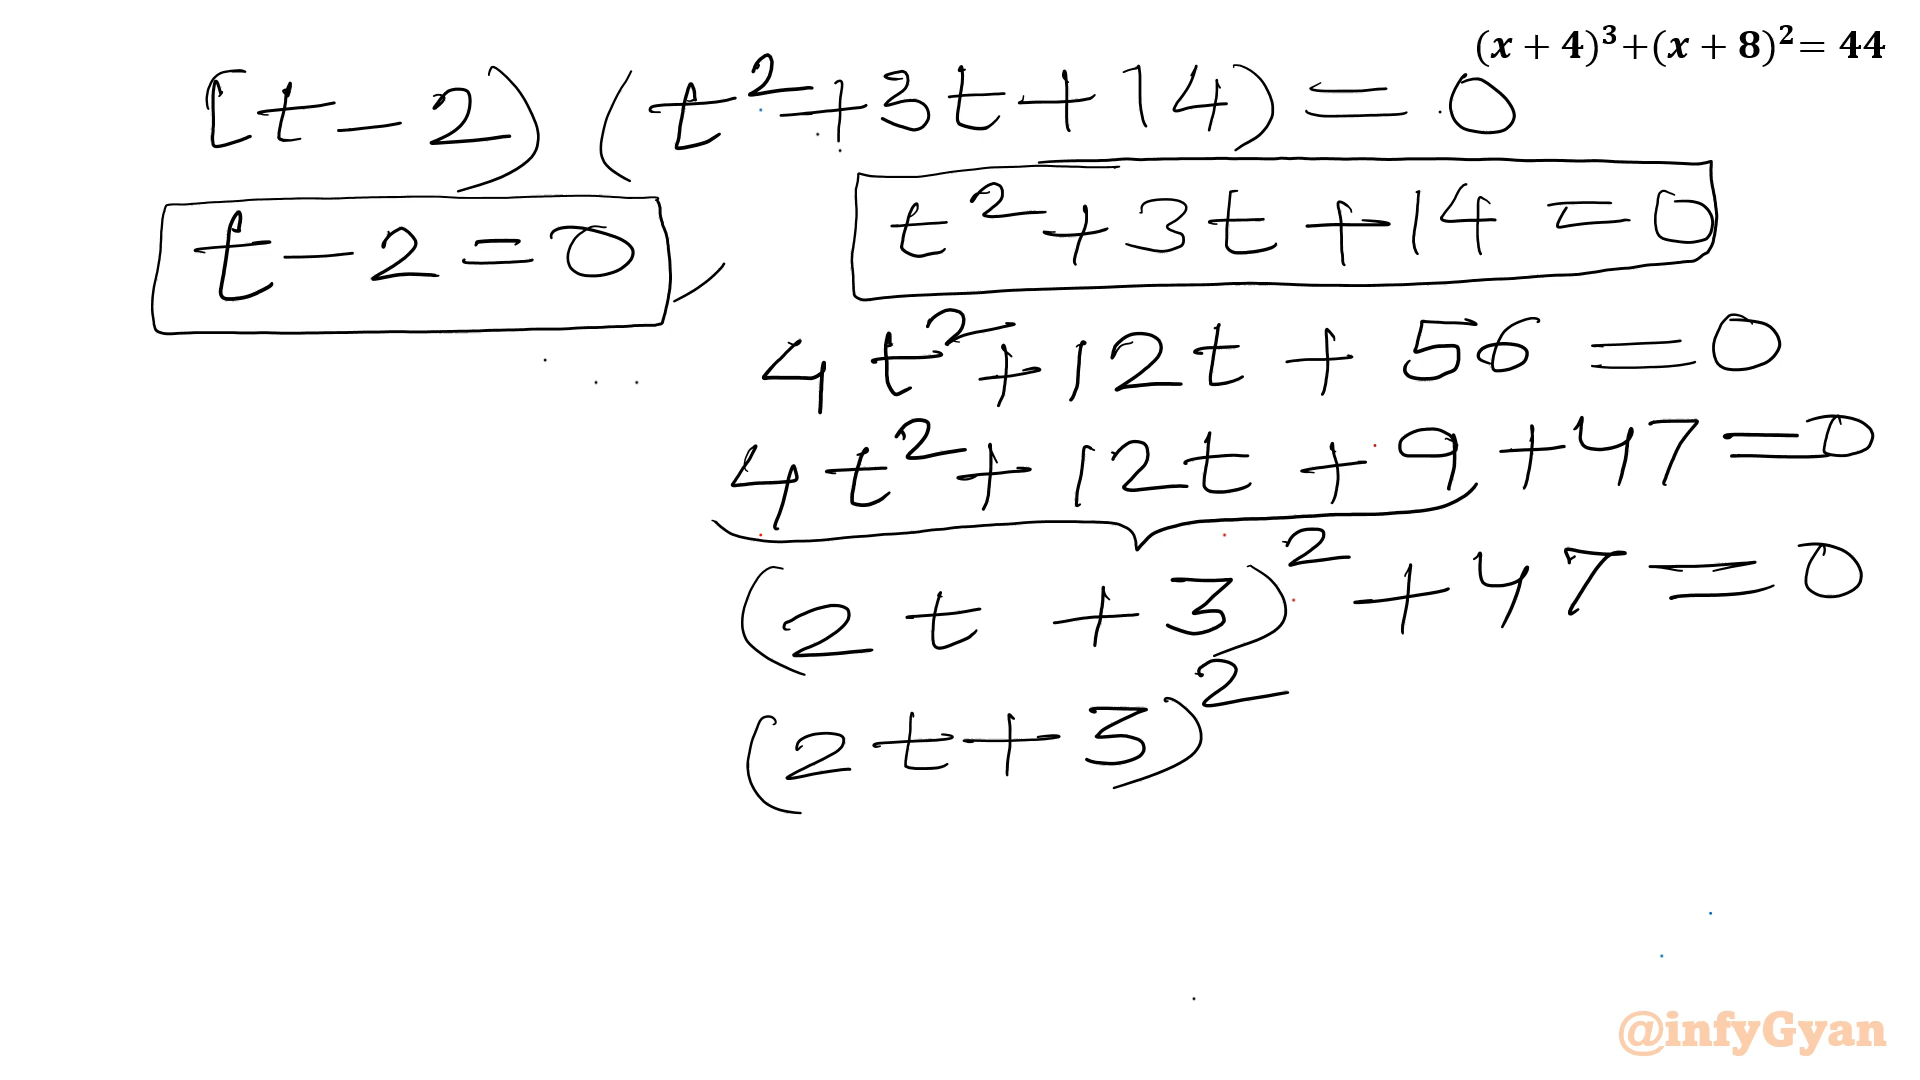 (x + 4)³+(x + 8)²= 44
[t - 2) (t² + 3t + 14) = 0
t - 2 = 0, t² + 3t + 14 = 0
4t² + 12t + 56 = 0
4t² + 12t + 9 + 47 = 0
(2t + 3)² + 47 = 0
(2t + 3)²
@infyGyan